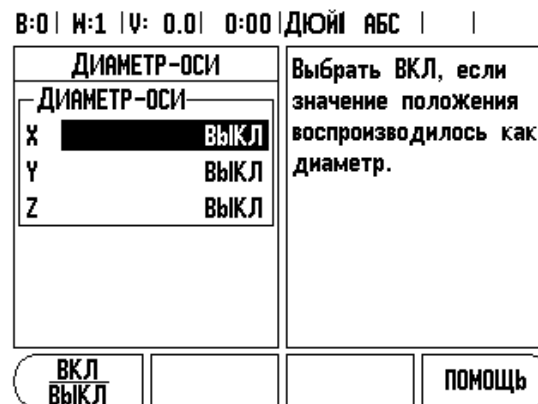 В:0| W:1 |V: 0.0| 0:00|ДЮЙМ АБС | |
ДИАМЕТР-ОСИ
ДИАМЕТР-ОСИ
X ВЫКЛ
Y ВЫКЛ
Z ВЫКЛ
Выбрать ВКЛ, если
значение положения
воспроизводилось как
диаметр.
ВКЛ
ВЫКЛ
ПОМОЩЬ